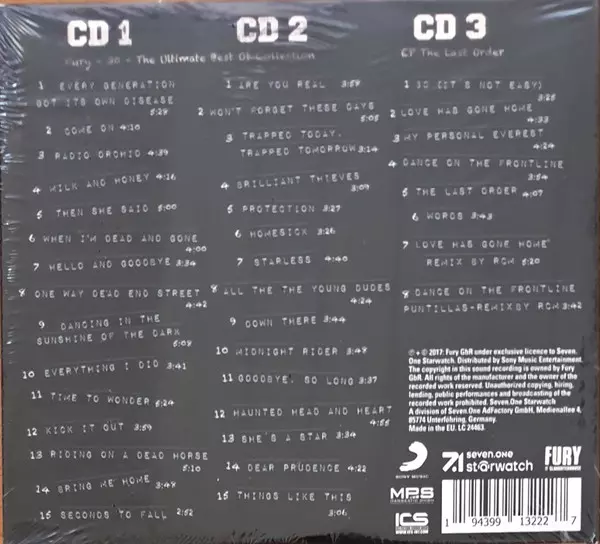 CD 1
Fury - 30 - The Ultimate Best Of Collection
1 EVERY GENERATION
GOT ITS OWN DISEASE
5:29
2 COME ON 4:10
3 RADIO ORCHID 4:39
4 MILK AND HONEY 4:16
5 THEN SHE SAID 5:00
6 WHEN I'M DEAD AND GONE
4:00
7 HELLO AND GOODBYE 3:34
8 ONE WAY DEAD END STREET
4:42
9 DANCING IN THE
SUNSHINE OF THE DARK
5:09
10 EVERYTHING I DID 3:41
11 TIME TO WONDER 5:24
12 KICK IT OUT 3:59
13 RIDING ON A DEAD HORSE
5:10
14 BRING ME HOME 3:48
15 SECONDS TO FALL 2:52
CD 2
1 ARE YOU REAL 3:59
2 WON'T FORGET THESE DAYS
5:05
3 TRAPPED TODAY,
TRAPPED TOMORROW 3:14
4 BRILLIANT THIEVES
3:09
5 PROTECTION 3:27
6 HOMESICK 3:26
7 STARLESS 4:40
8 ALL THE THE YOUNG DUDES
4:24
9 DOWN THERE 3:44
10 MIDNIGHT RIDER 3:49
11 GOODBYE, SO LONG 3:37
12 HAUNTED HEAD AND HEART
4:55
13 SHE'S A STAR 3:34
14 DEAR PRUDENCE 4:22
15 THINGS LIKE THIS
3:06
CD 3
EP The Last Order
1 30 (IT'S NOT EASY)
3:25
2 LOVE HAS GONE HOME
4:33
3 MY PERSONAL EVEREST
4:24
4 DANCE ON THE FRONTLINE
3:54
5 THE LAST ORDER 4:07
6 WORDS 3:43
7 LOVE HAS GONE HOME
REMIX BY RCM 5:20
8 DANCE ON THE FRONTLINE
PUNTILLAS-REMIX BY RCM 3:42
℗ + © 2017: Fury GbR under exclusive licence to Seven.
One Starwatch. Distributed by Sony Music Entertainment.
The copyright in this sound recording is owned by Fury
GbR. All rights of the manufacturer and the owner of the
recorded work reserved. Unauthorized copying, hiring,
lending, public performances and broadcasting of the
recorded work prohibited. Seven.One Starwatch
A division of Seven.One AdFactory GmbH, Medienallee 4,
85774 Unterföhring, Germany.
Made in the EU. LC 24463.
SONY MUSIC
7.1 seven.one
starwatch
FURY
MPS
ICS
1 94399 13222 7